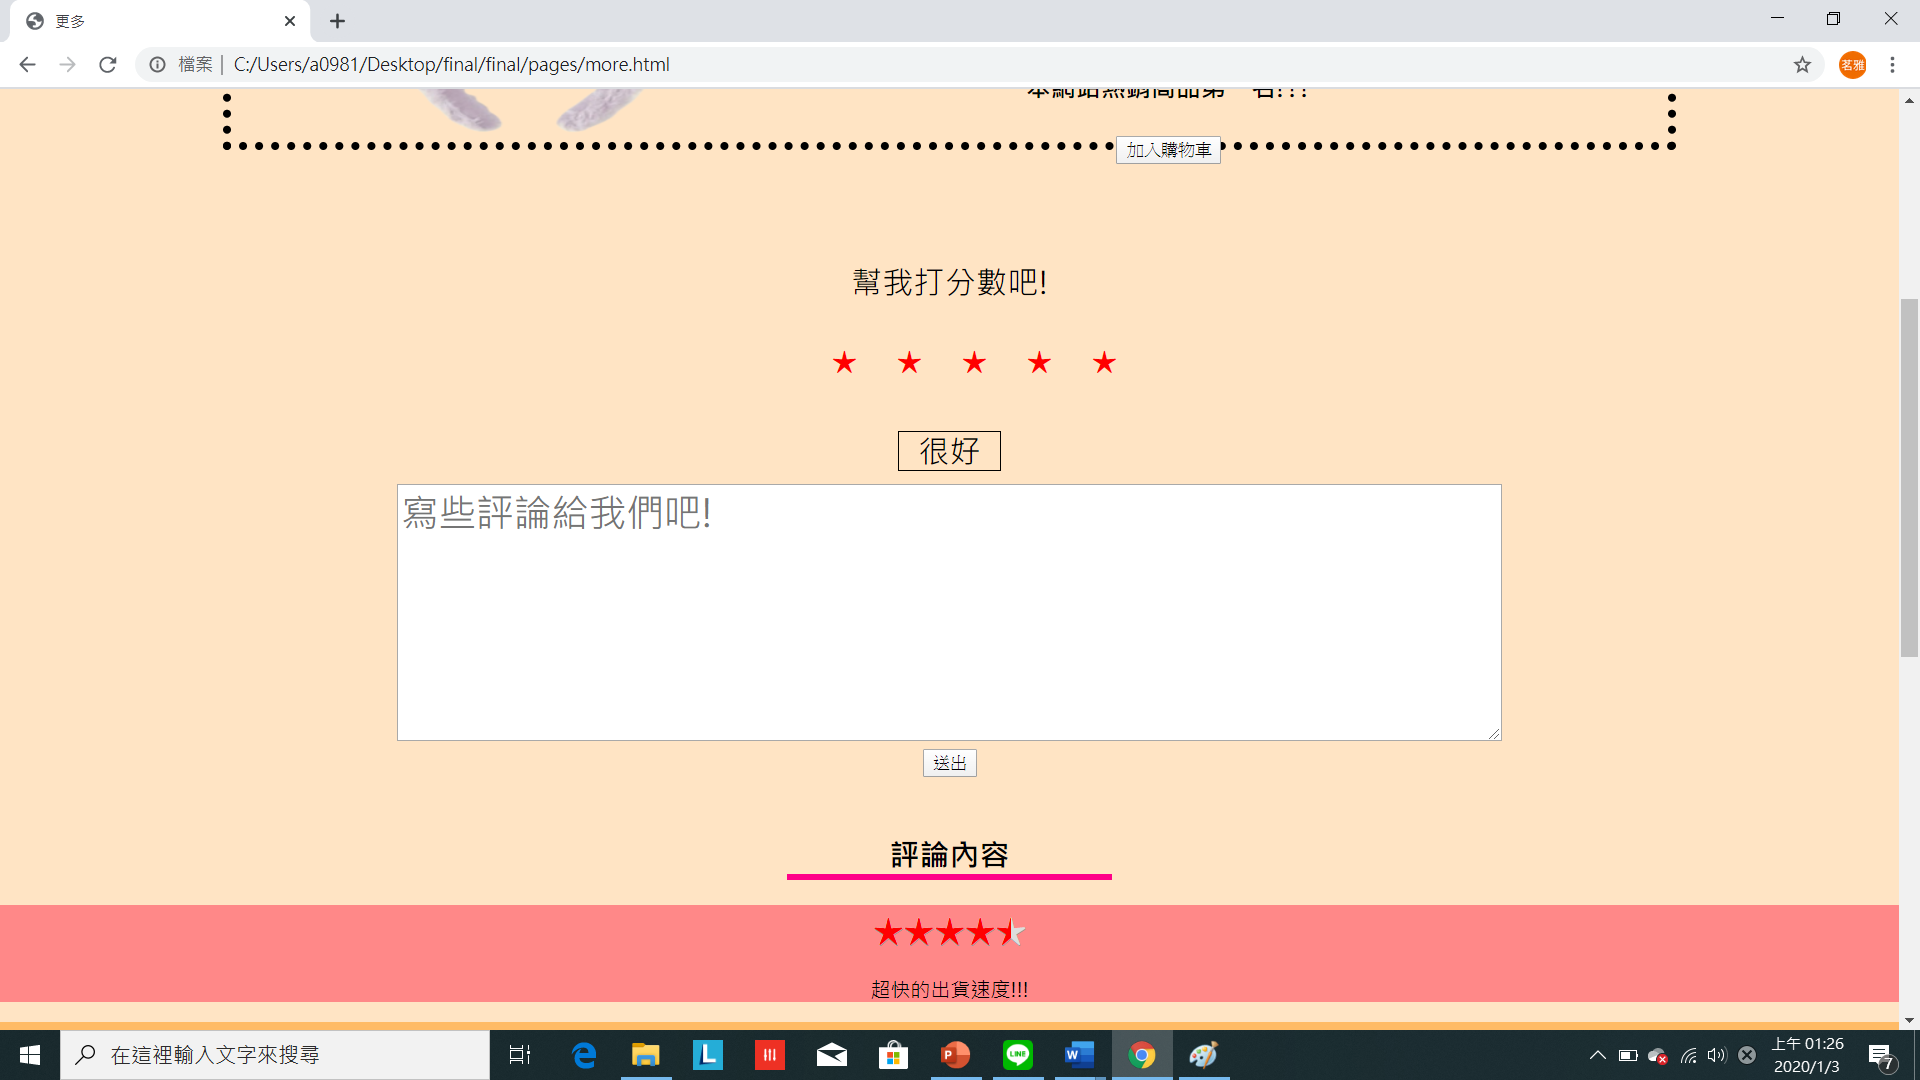 更多
檔案
C:/Users/a0981/Desktop/final/final/pages/more.html
茗雅
加入購物車
幫我打分數吧!
★ ★ ★ ★ ★
很好
寫些評論給我們吧!
送出
評論內容
超快的出貨速度!!!
在這裡輸入文字來搜尋
上午 01:26
2020/1/3
7